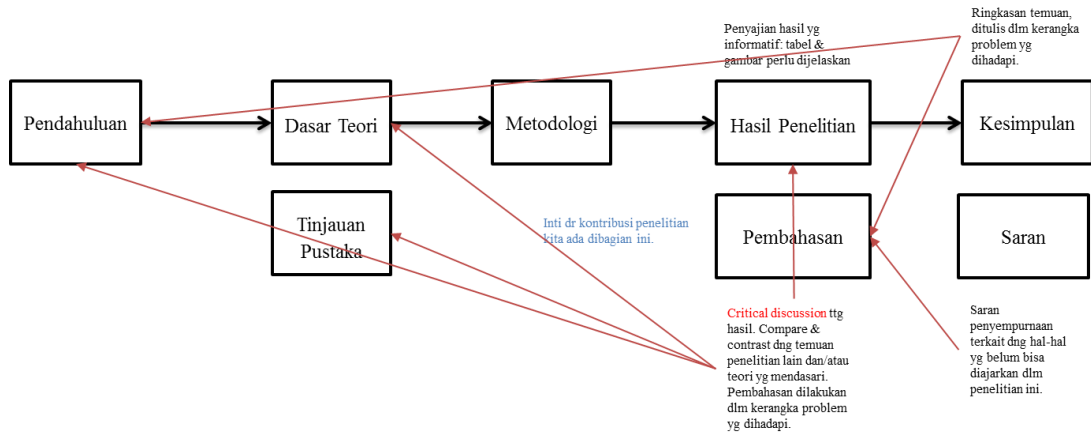 Penyajian hasil yg
informatif: tabel &
gambar perlu dijelaskan
Ringkasan temuan,
ditulis dlm kerangka
problem yg
dihadapi.
Pendahuluan
Dasar Teori
Metodologi
Hasil Penelitian
Kesimpulan
Tinjauan
Pustaka
Inti dr kontribusi penelitian
kita ada dibagian ini.
Pembahasan
Saran
Critical discussion ttg
hasil. Compare &
contrast dng temuan
penelitian lain dan/atau
teori yg mendasari.
Pembahasan dilakukan
dlm kerangka problem
yg dihadapi.
Saran
penyempurnaan
terkait dng hal-hal
yg belum bisa
diajarkan dlm
penelitian ini.